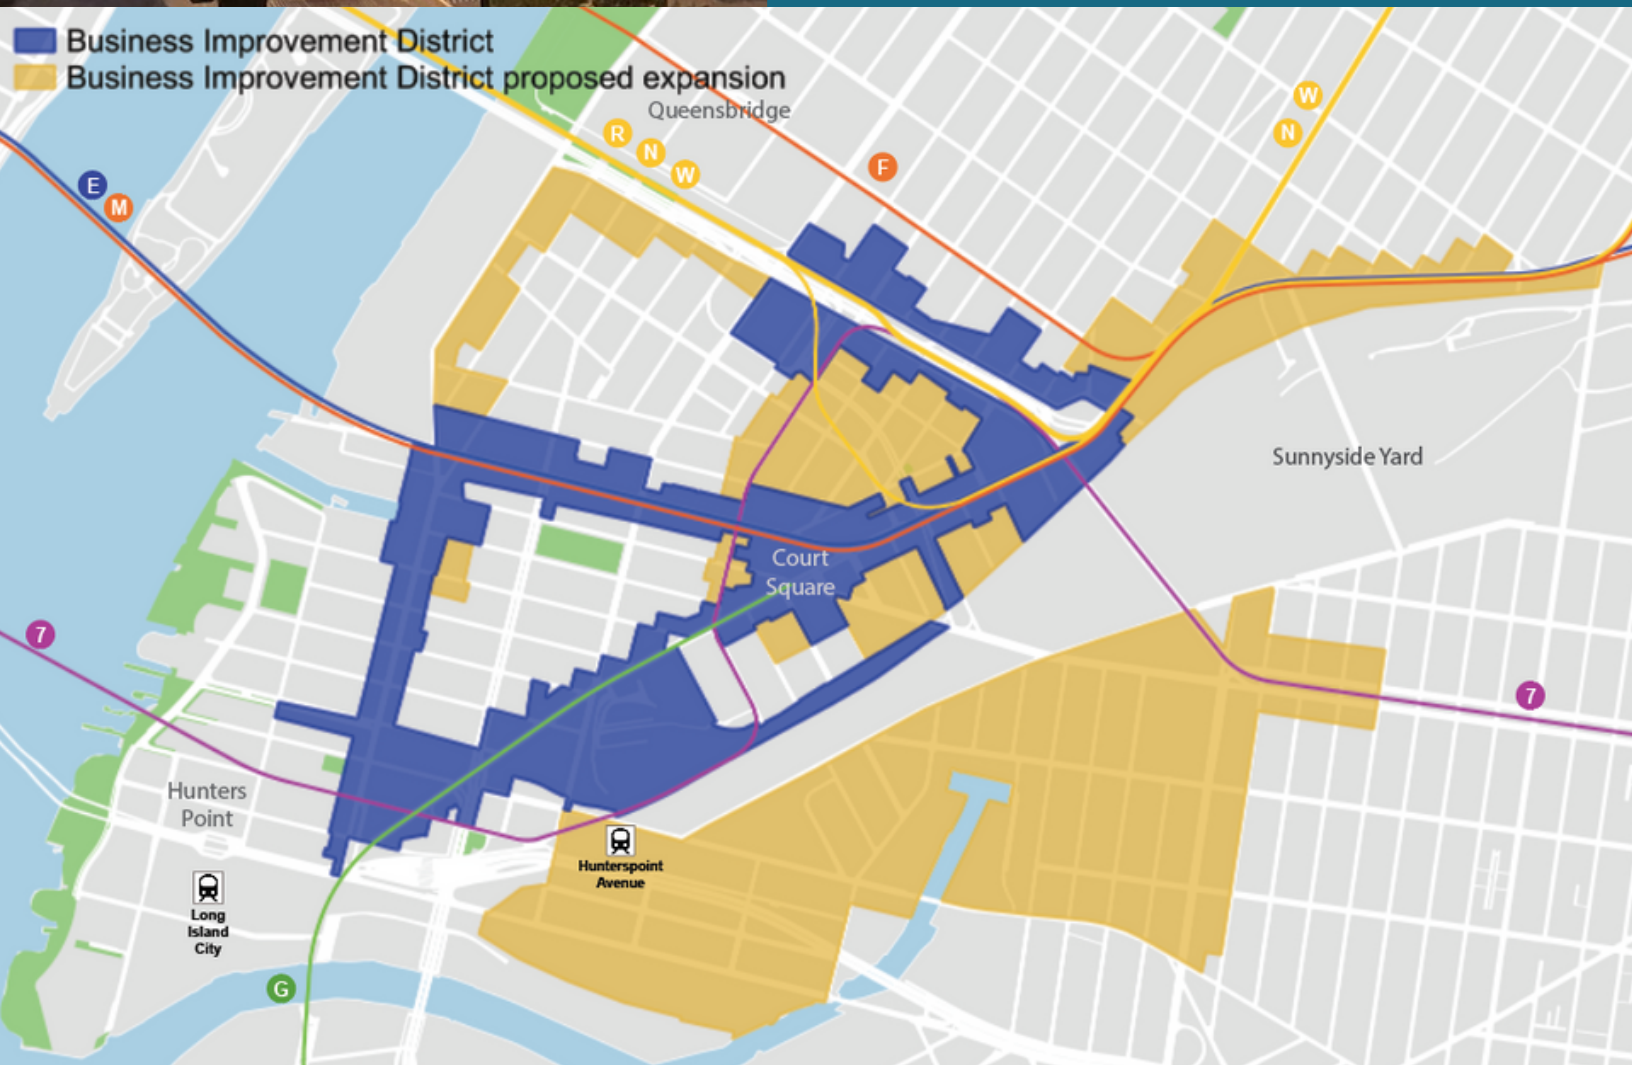 Business Improvement District
Business Improvement District proposed expansion
Queensbridge
W
N
R
N
W
F
E
M
Sunnyside Yard
Court
Square
7
7
Hunters
Point
Hunterspoint
Avenue
Long
Island
City
G